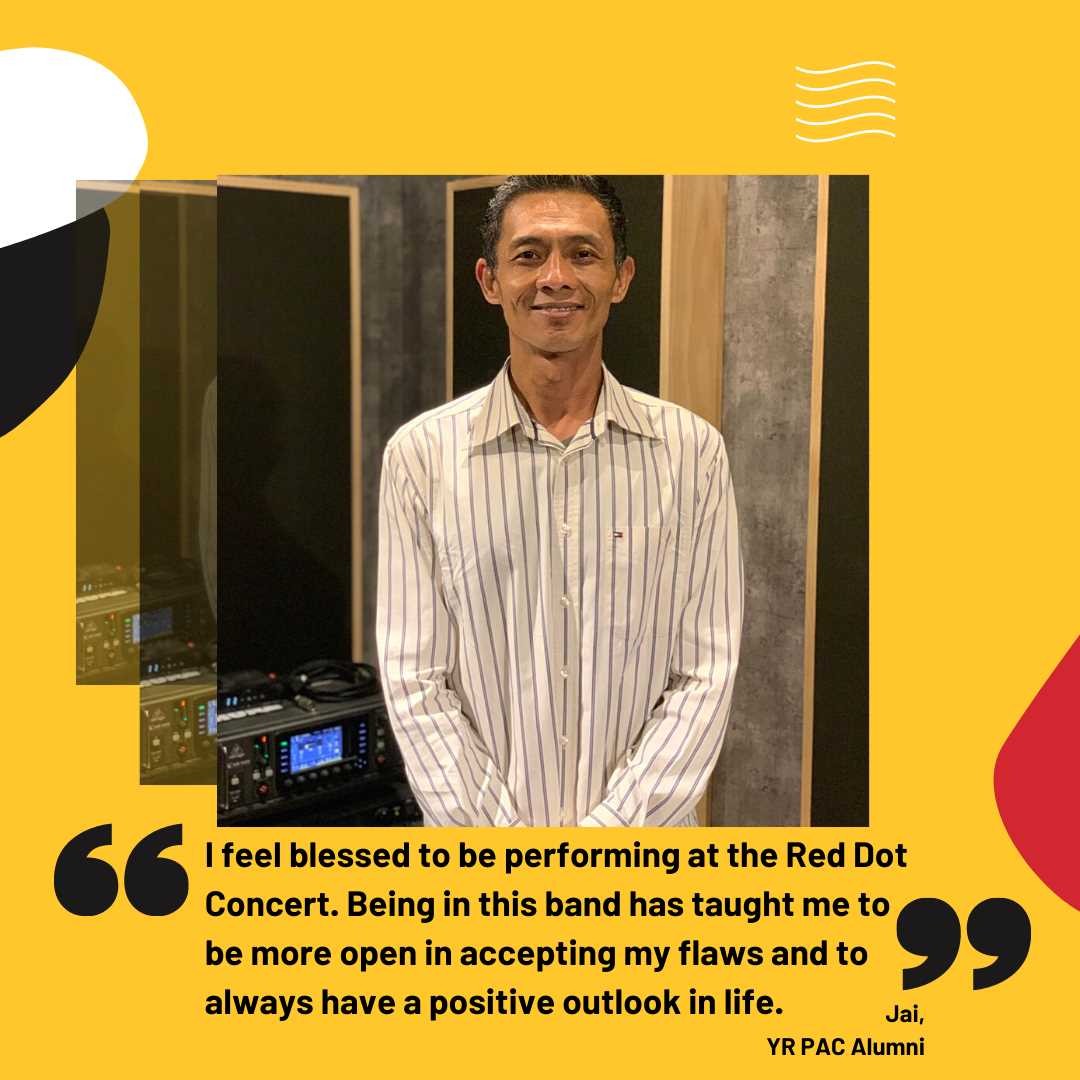 I feel blessed to be performing at the Red Dot
Concert. Being in this band has taught me to
be more open in accepting my flaws and to
always have a positive outlook in life.
Jai,
YR PAC Alumni